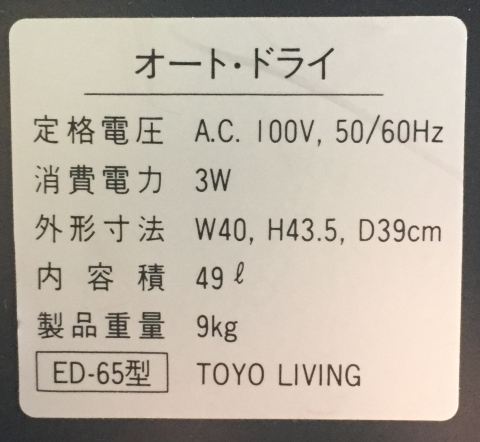 オート・ドライ
定格電圧 A.C. 100V, 50/60Hz
消費電力 3W
外形寸法 W40, H43.5, D39cm
内容積 49ℓ
製品重量 9kg
ED-65型 TOYO LIVING